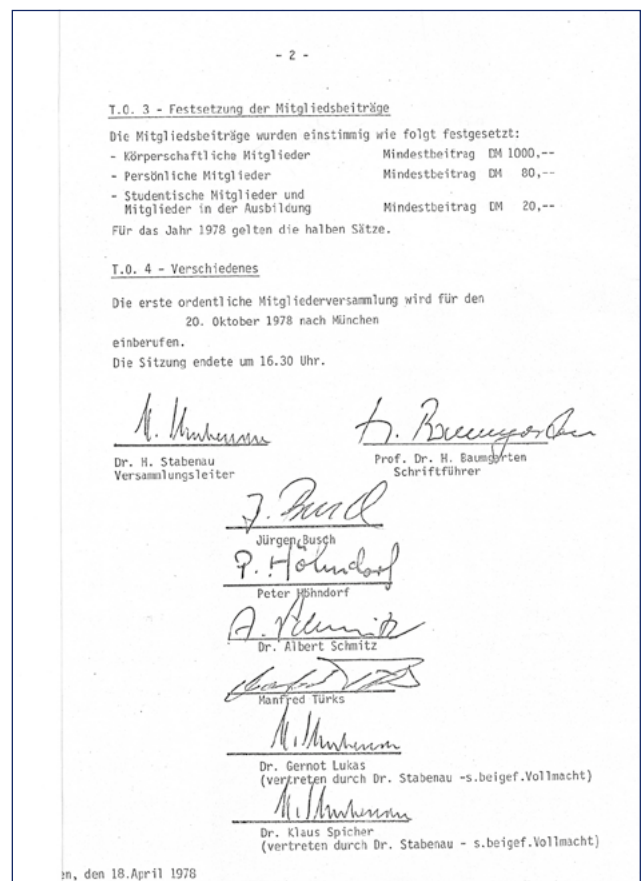 - 2 -
T.O. 3 - Festsetzung der Mitgliedsbeiträge
Die Mitgliedsbeiträge wurden einstimmig wie folgt festgesetzt:
- Körperschaftliche Mitglieder Mindestbeitrag DM 1000,--
- Persönliche Mitglieder Mindestbeitrag DM 80,--
- Studentische Mitglieder und
Mitglieder in der Ausbildung Mindestbeitrag DM 20,--
Für das Jahr 1978 gelten die halben Sätze.
T.O. 4 - Verschiedenes
Die erste ordentliche Mitgliederversammlung wird für den
20. Oktober 1978 nach München
einberufen.
Die Sitzung endete um 16.30 Uhr.
H. Baumgarten
Dr. H. Stabenau Prof. Dr. H. Baumgarten
Versammlungsleiter Schriftführer
J. Busch
Jürgen Busch
P. Höhndorf
Peter Höhndorf
A. Schmitz
Dr. Albert Schmitz
Manfred Türks
Dr. Gernot Lukas
(vertreten durch Dr. Stabenau -s.beigef.Vollmacht)
Dr. Klaus Spicher
(vertreten durch Dr. Stabenau - s.beigef.Vollmacht)
en, den 18.April 1978